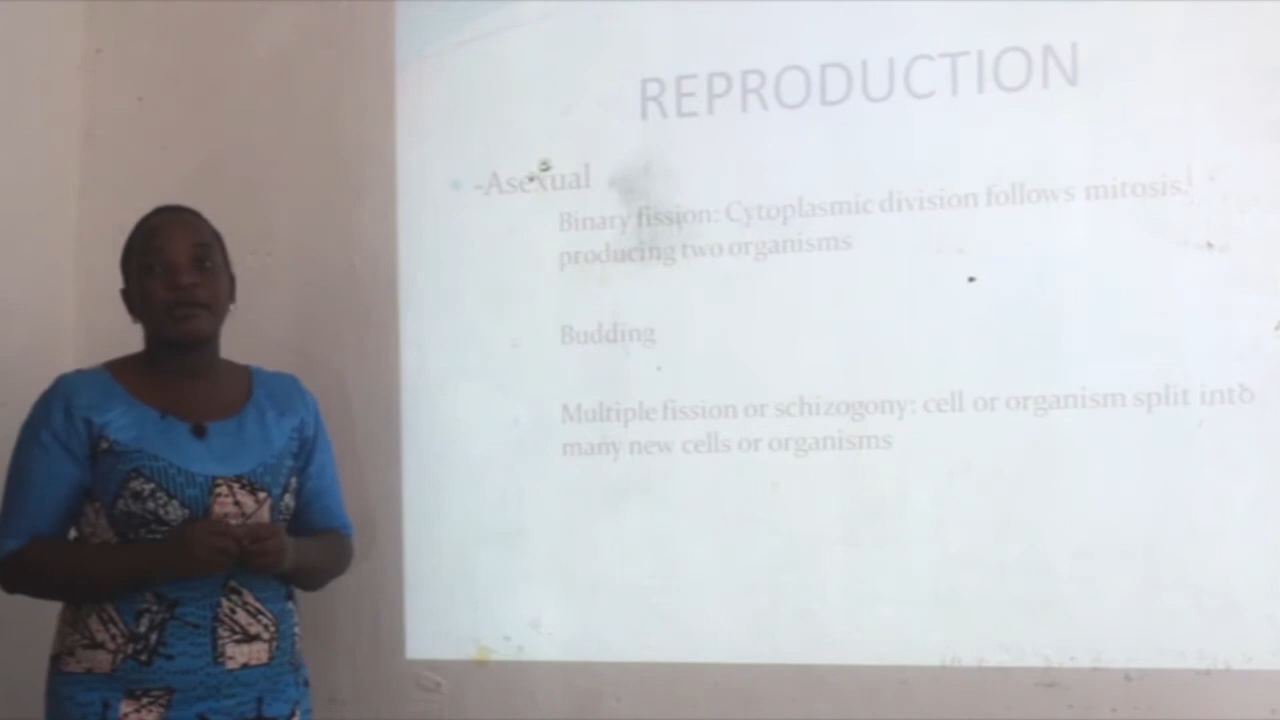 REPRODUCTION
-Asexual
Binary fission: Cytoplasmic division follows mitosis,
producing two organisms
Budding
Multiple fission or schizogony: cell or organism split into
many new cells or organisms